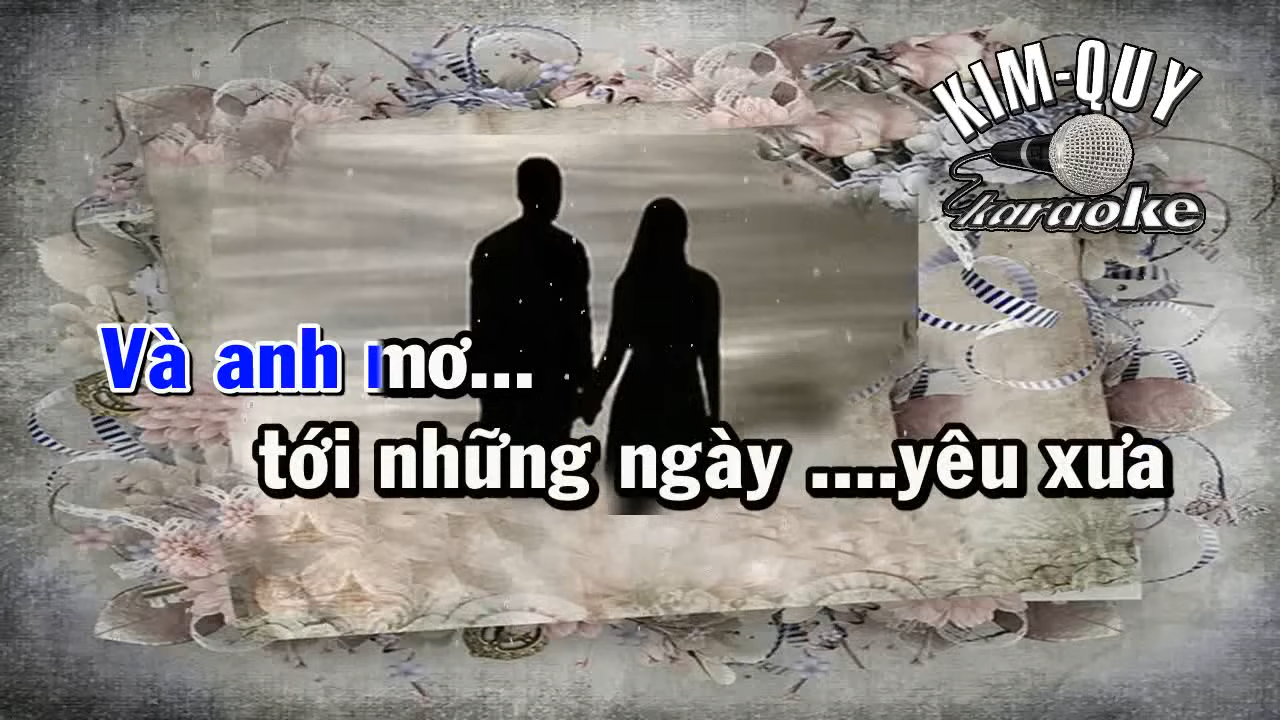 KIM-QUY
karaoke
Và anh mơ...
tới những ngày ....yêu xưa